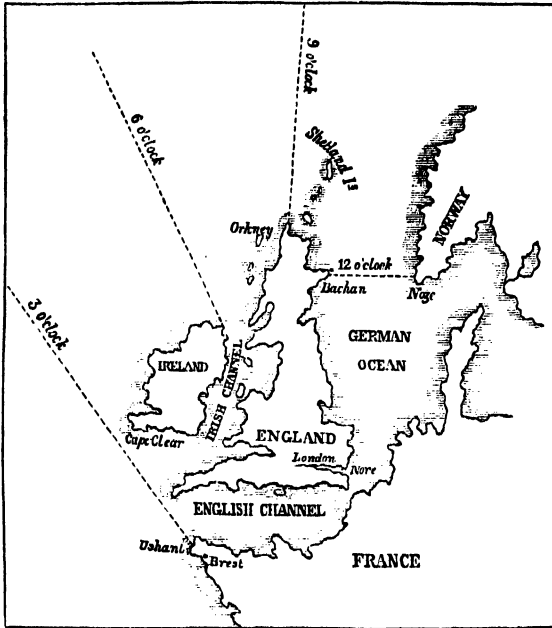 9 o'clock
6 o'clock
Shetland Is
NORWAY
Orkney
12 o'clock
Bachan
Naze
3 o'clock
GERMAN
OCEAN
IRELAND
IRISH CHANNEL
Cape Clear
ENGLAND
London
Nore
ENGLISH CHANNEL
Ushant
Brest
FRANCE